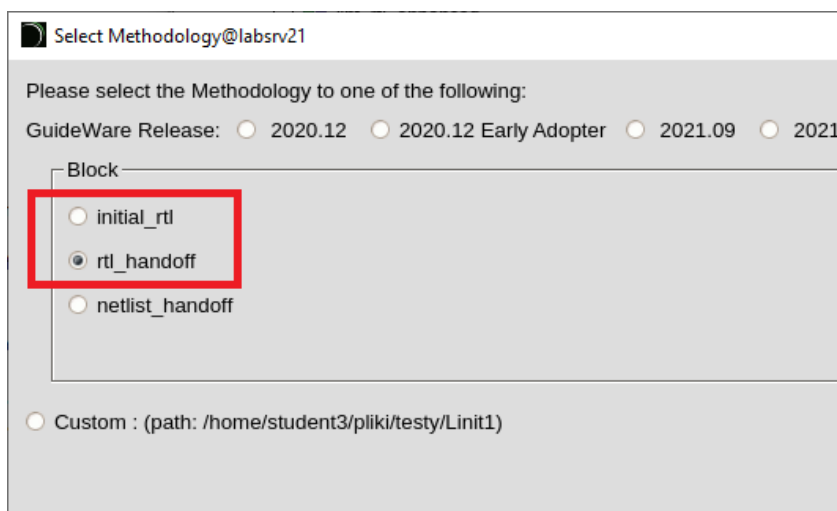 Select Methodology@labsrv21
Please select the Methodology to one of the following:
GuideWare Release: 2020.12 2020.12 Early Adopter 2021.09 2021
Block
initial_rtl
rtl_handoff
netlist_handoff
Custom : (path: /home/student3/pliki/testy/Linit1)